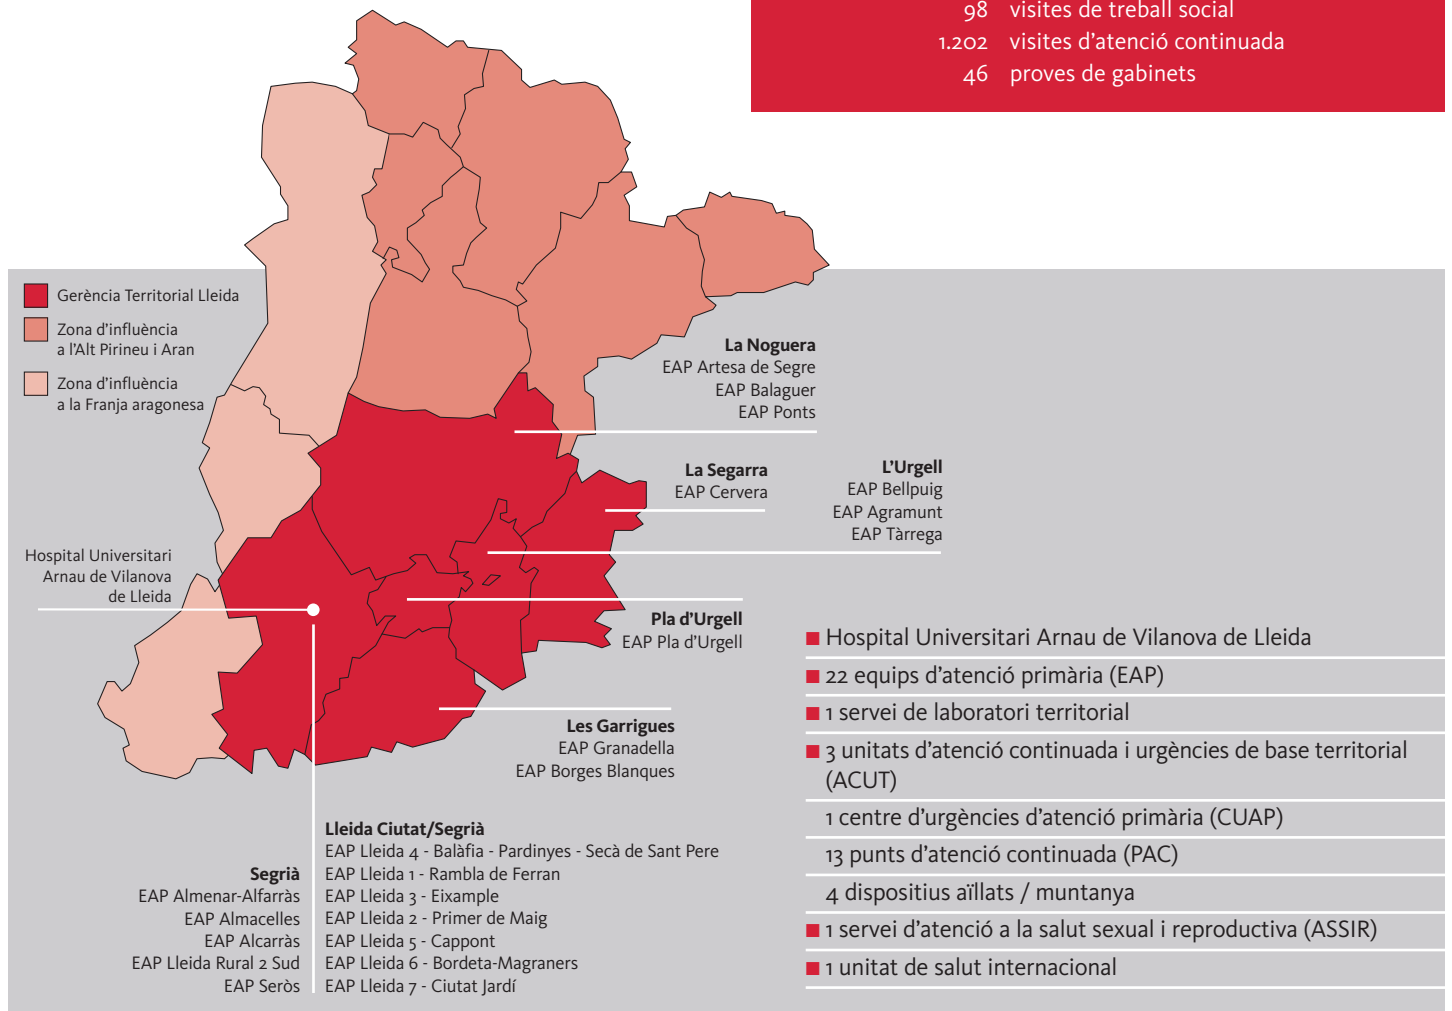 98 visites de treball social
1.202 visites d'atenció continuada
46 proves de gabinets
Gerència Territorial Lleida
Zona d'influència
a l'Alt Pirineu i Aran
Zona d'influència
a la Franja aragonesa
La Noguera
EAP Artesa de Segre
EAP Balaguer
EAP Ponts
La Segarra
EAP Cervera
L'Urgell
EAP Bellpuig
EAP Agramunt
EAP Tàrrega
Hospital Universitari
Arnau de Vilanova
de Lleida
Pla d'Urgell
EAP Pla d'Urgell
Les Garrigues
EAP Granadella
EAP Borges Blanques
Segrià
EAP Almenar-Alfarràs
EAP Almacelles
EAP Alcarràs
EAP Lleida Rural 2 Sud
EAP Seròs
Lleida Ciutat/Segrià
EAP Lleida 4 - Balàfia - Pardinyes - Secà de Sant Pere
EAP Lleida 1 - Rambla de Ferran
EAP Lleida 3 - Eixample
EAP Lleida 2 - Primer de Maig
EAP Lleida 5 - Cappont
EAP Lleida 6 - Bordeta-Magraners
EAP Lleida 7 - Ciutat Jardí
Hospital Universitari Arnau de Vilanova de Lleida
22 equips d'atenció primària (EAP)
1 servei de laboratori territorial
3 unitats d'atenció continuada i urgències de base territorial
(ACUT)
1 centre d'urgències d'atenció primària (CUAP)
13 punts d'atenció continuada (PAC)
4 dispositius aïllats / muntanya
1 servei d'atenció a la salut sexual i reproductiva (ASSIR)
1 unitat de salut internacional